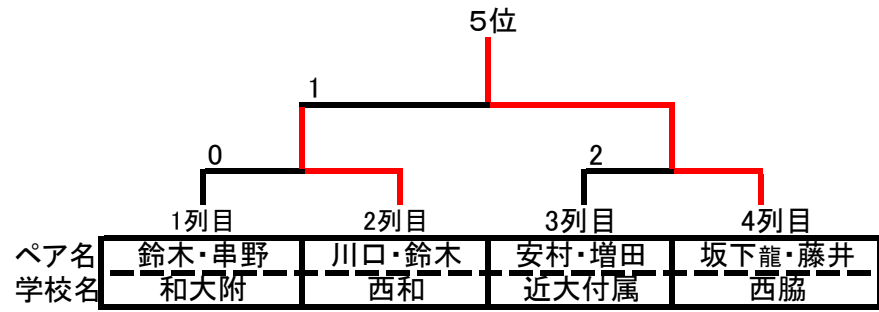 5位
1
0
2
1列目 2列目 3列目 4列目
ペア名 鈴木・串野 川口・鈴木 安村・増田 坂下龍・藤井
学校名 和大附 西和 近大付属 西脇